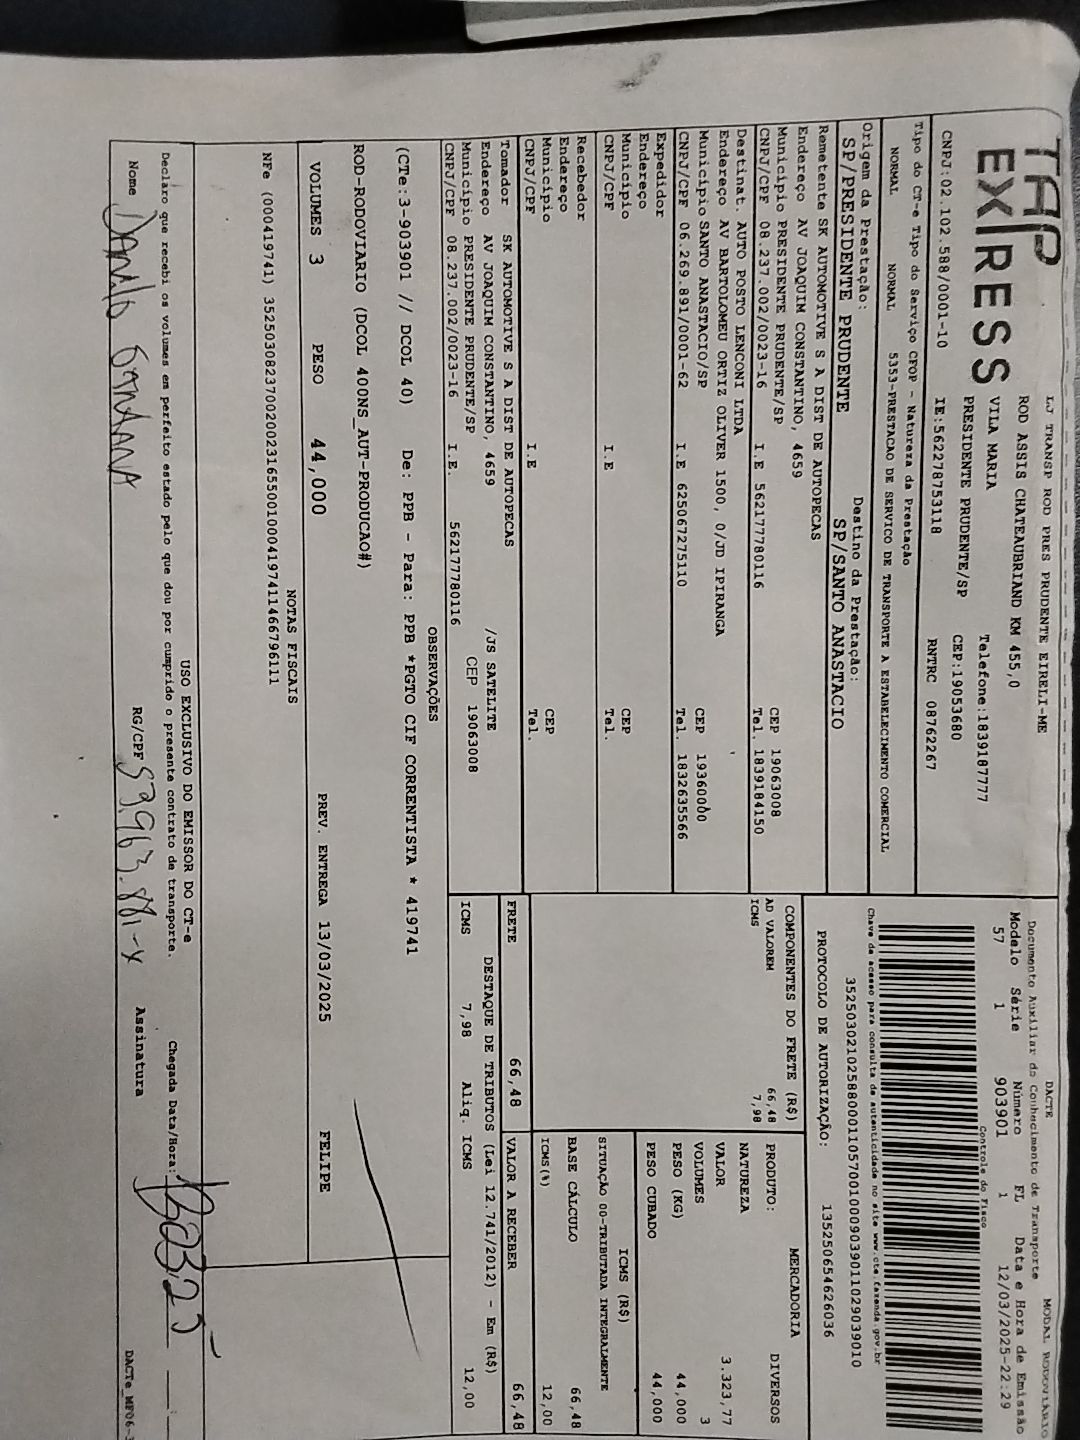 TAP
EXPRESS
LJ TRANSP ROD PRES PRUDENTE EIRELI-ME
ROD ASSIS CHATEAUBRIAND KM 455,0
VILA MARIA Telefone:1839187777
PRESIDENTE PRUDENTE/SP CEP:19053680
CNPJ:02.102.588/0001-10 IE:562278753118 RNTRC 08762267
DACTE MODAL RODOVIÁRIO
Documento Auxiliar do Conhecimento de Transporte
Modelo Série Número FL Data e Hora de Emissão
57 1 903901 1 12/03/2025-22:29
Controle do Fisco
Chave de acesso para consulta de autenticidade no site www.cte.fazenda.gov.br
35250302102588000110570010009039011029039010
PROTOCOLO DE AUTORIZAÇÃO: 135250654626036
Tipo do CT-e Tipo do Serviço CFOP - Natureza da Prestação
NORMAL NORMAL 5353-PRESTACAO DE SERVICO DE TRANSPORTE A ESTABELECIMENTO COMERCIAL
Origem da Prestação: Destino da Prestação:
SP/PRESIDENTE PRUDENTE SP/SANTO ANASTACIO
Remetente SK AUTOMOTIVE S A DIST DE AUTOPECAS
Endereço AV JOAQUIM CONSTANTINO, 4659
Município PRESIDENTE PRUDENTE/SP CEP 19063008
CNPJ/CPF 08.237.002/0023-16 I.E 562177780116 Tel. 1839184150
Destinat. AUTO POSTO LENCONI LTDA
Endereço AV BARTOLOMEU ORTIZ OLIVER 1500, 0/JD IPIRANGA
Município SANTO ANASTACIO/SP CEP 19360000
CNPJ/CPF 06.269.891/0001-62 I.E 625067275110 Tel. 1832635566
Expedidor
Endereço
Município CEP
CNPJ/CPF I.E Tel.
Recebedor
Endereço
Município CEP
CNPJ/CPF I.E Tel.
Tomador SK AUTOMOTIVE S A DIST DE AUTOPECAS
Endereço AV JOAQUIM CONSTANTINO, 4659 /JS SATELITE
Município PRESIDENTE PRUDENTE/SP CEP 19063008
CNPJ/CPF 08.237.002/0023-16 I.E. 562177780116
COMPONENTES DO FRETE (R$)
AD VALOREM 66,48
ICMS 7,98
PRODUTO: MERCADORIA
NATUREZA DIVERSOS
VALOR 3.323,77
VOLUMES 3
PESO (KG) 44,000
PESO CUBADO 44,000
ICMS (R$)
SITUAÇÃO 00-TRIBUTADA INTEGRALMENTE
BASE CÁLCULO 66,48
ICMS(%) 12,00
FRETE 66,48 VALOR A RECEBER 66,48
DESTAQUE DE TRIBUTOS (Lei 12.741/2012) - Em (R$)
ICMS 7,98 Aliq. ICMS 12,00
OBSERVAÇÕES
(CTe:3-903901 // DCOL 40) De: PPB - Para: PPB *PGTO CIF CORRENTISTA * 419741
ROD-RODOVIARIO (DCOL 400NS_AUT-PRODUCAO#)
VOLUMES 3 PESO 44,000 PREV. ENTREGA 13/03/2025 FELIPE
NOTAS FISCAIS
NFe (000419741) 35250308237002002316550010004197411466796111
USO EXCLUSIVO DO EMISSOR DO CT-e
Declaro que recebi os volumes em perfeito estado pelo que dou por cumprido o presente contrato de transporte. Chegada Data/Hora:
Nome DANILO SANTANA RG/CPF 53.963.881-X Assinatura